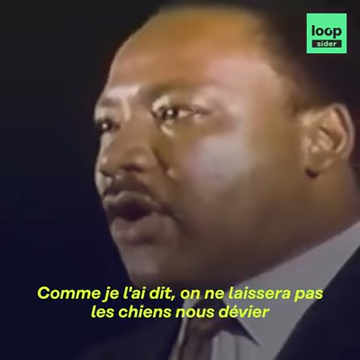 loop
sider
Comme je l'ai dit, on ne laissera pas
les chiens nous dévier